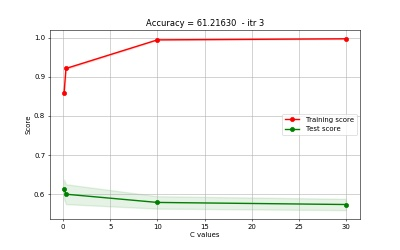 Accuracy = 61.21630 - itr 3
1.0
0.9
0.8
0.7
0.6
Score
Training score
Test score
0
5
10
15
20
25
30
C values